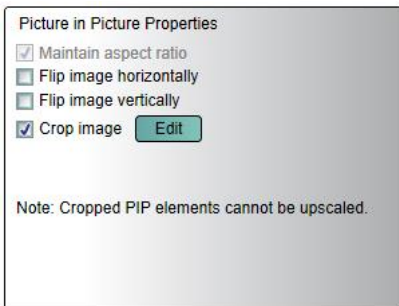 Picture in Picture Properties
Maintain aspect ratio
Flip image horizontally
Flip image vertically
Crop image Edit
Note: Cropped PIP elements cannot be upscaled.